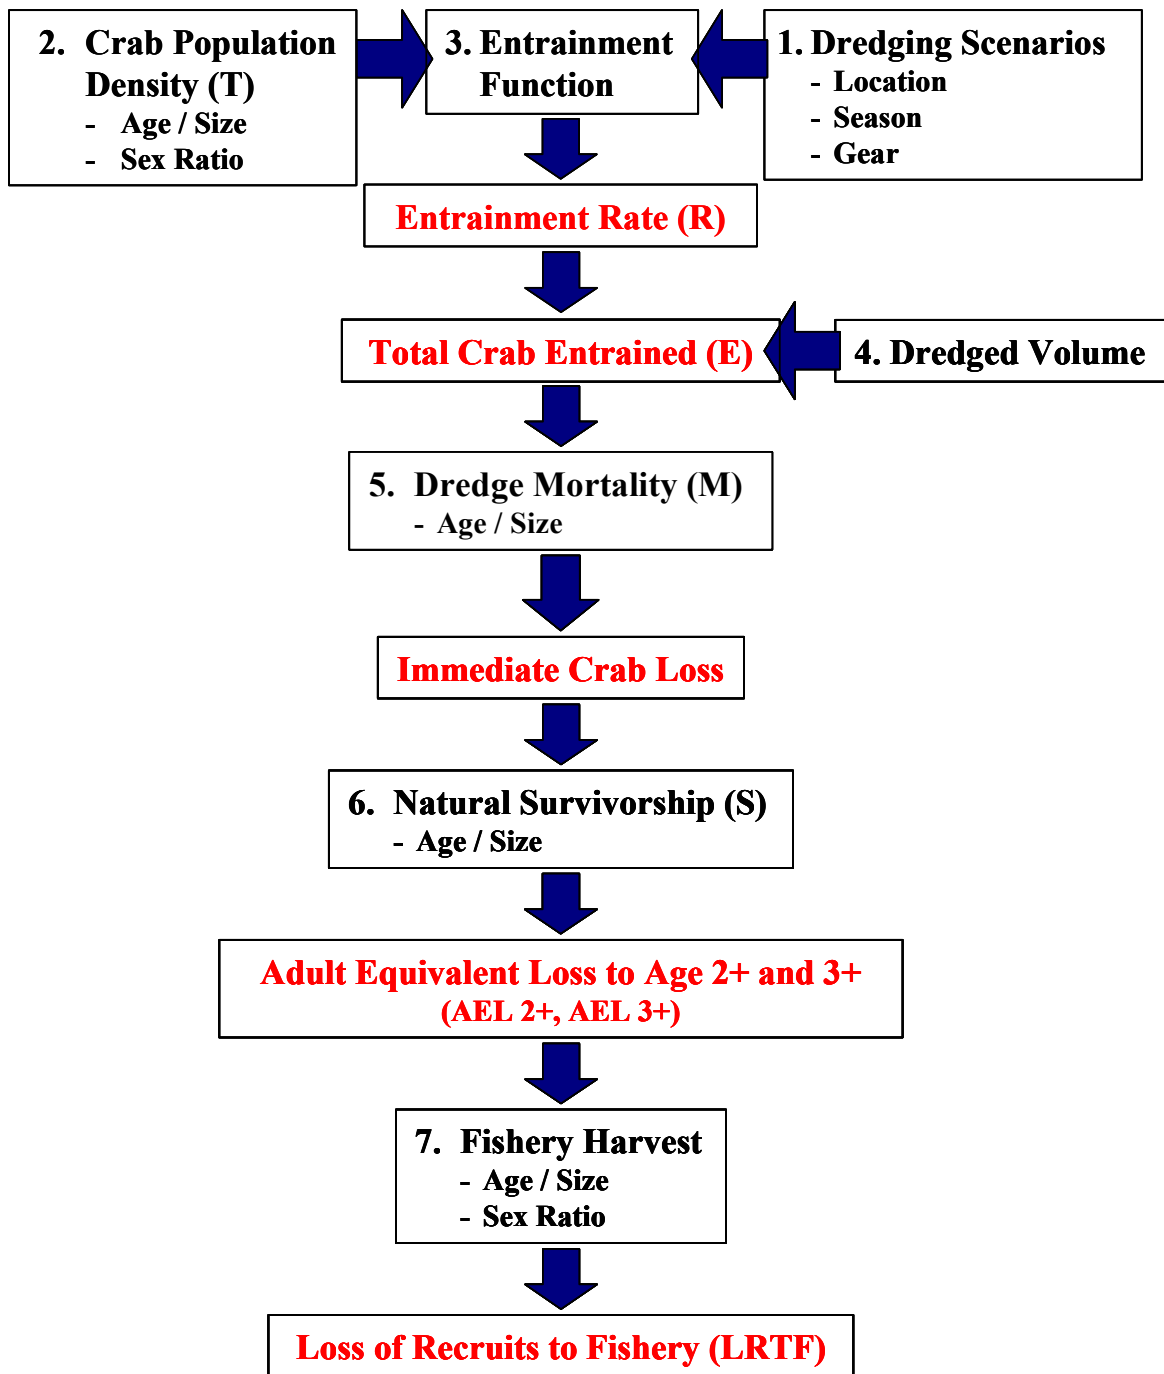 2. Crab Population
Density (T)
- Age / Size
- Sex Ratio
3. Entrainment
Function
1. Dredging Scenarios
- Location
- Season
- Gear
Entrainment Rate (R)
Total Crab Entrained (E)
4. Dredged Volume
5. Dredge Mortality (M)
- Age / Size
Immediate Crab Loss
6. Natural Survivorship (S)
- Age / Size
Adult Equivalent Loss to Age 2+ and 3+
(AEL 2+, AEL 3+)
7. Fishery Harvest
- Age / Size
- Sex Ratio
Loss of Recruits to Fishery (LRTF)